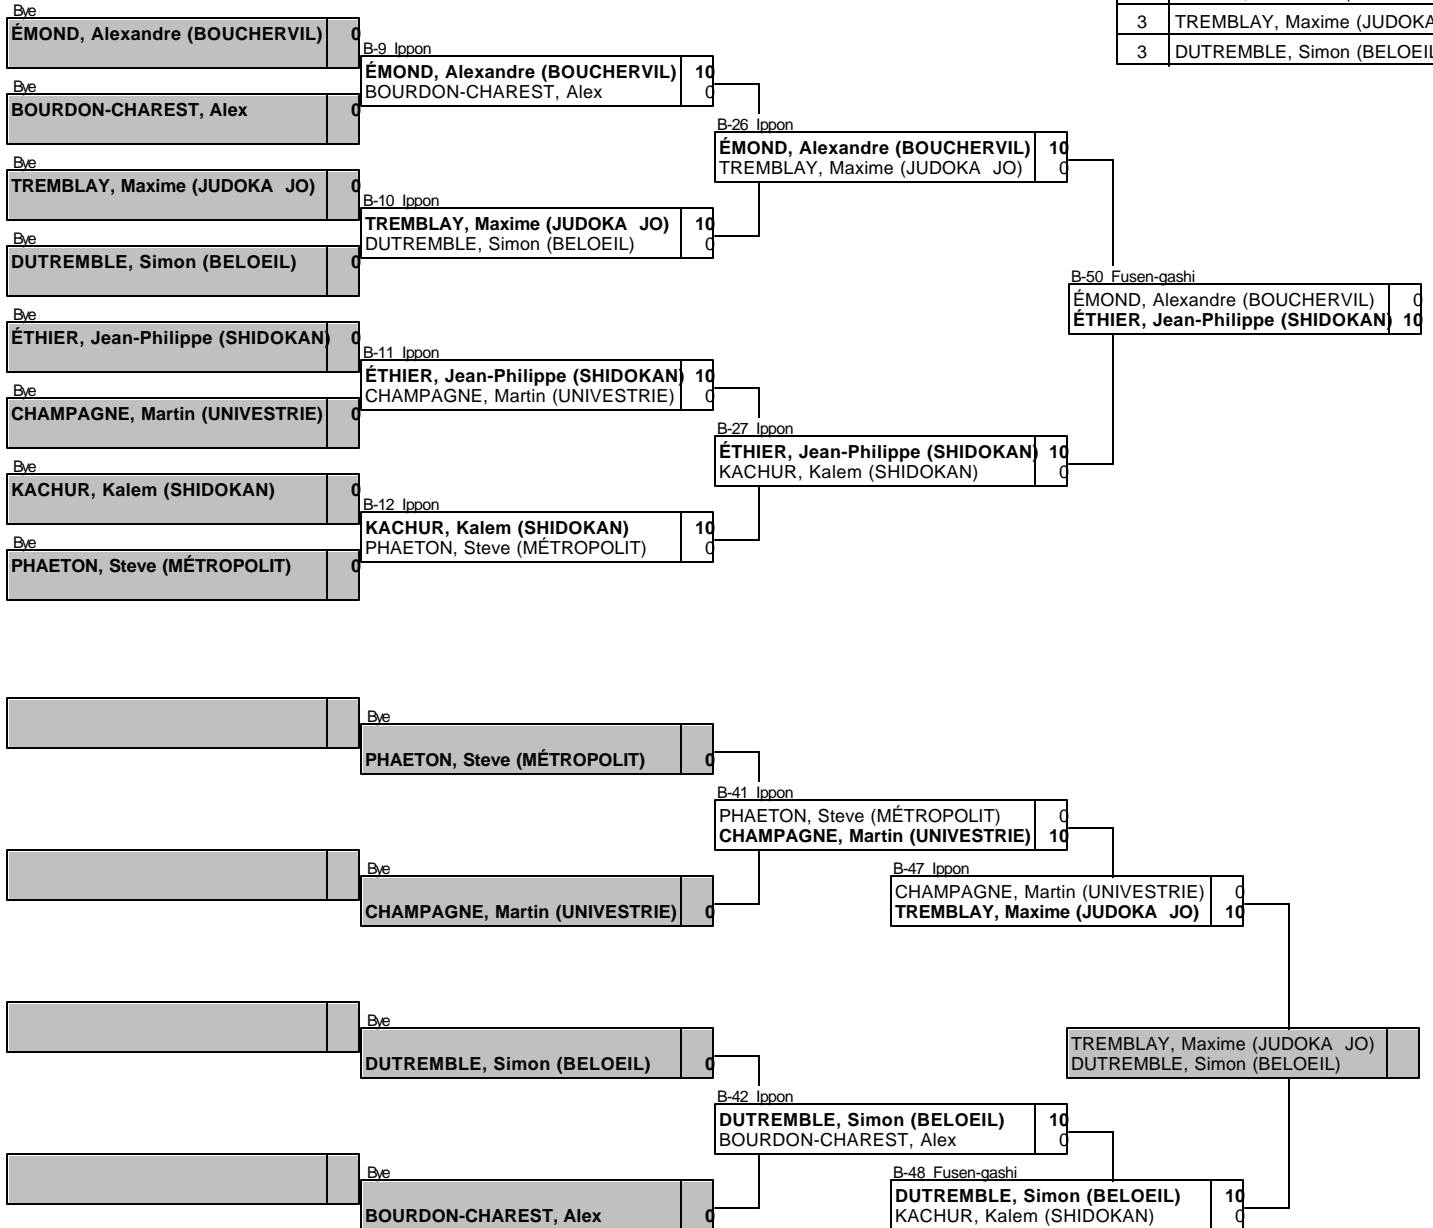 3 TREMBLAY, Maxime (JUDOKA
3 DUTREMBLE, Simon (BELOEIL
Bye
ÉMOND, Alexandre (BOUCHERVIL) 0
Bye
BOURDON-CHAREST, Alex 0
Bye
TREMBLAY, Maxime (JUDOKA JO) 0
Bye
DUTREMBLE, Simon (BELOEIL) 0
Bye
ÉTHIER, Jean-Philippe (SHIDOKAN) 0
Bye
CHAMPAGNE, Martin (UNIVESTRIE) 0
Bye
KACHUR, Kalem (SHIDOKAN) 0
Bye
PHAETON, Steve (MÉTROPOLIT) 0
B-9 Ippon
ÉMOND, Alexandre (BOUCHERVIL) 10
BOURDON-CHAREST, Alex 0
B-10 Ippon
TREMBLAY, Maxime (JUDOKA JO) 10
DUTREMBLE, Simon (BELOEIL) 0
B-11 Ippon
ÉTHIER, Jean-Philippe (SHIDOKAN) 10
CHAMPAGNE, Martin (UNIVESTRIE) 0
B-12 Ippon
KACHUR, Kalem (SHIDOKAN) 10
PHAETON, Steve (MÉTROPOLIT) 0
B-26 Ippon
ÉMOND, Alexandre (BOUCHERVIL) 10
TREMBLAY, Maxime (JUDOKA JO) 0
B-27 Ippon
ÉTHIER, Jean-Philippe (SHIDOKAN) 10
KACHUR, Kalem (SHIDOKAN) 0
B-50 Fusen-gashi
ÉMOND, Alexandre (BOUCHERVIL) 0
ÉTHIER, Jean-Philippe (SHIDOKAN) 10
Bye
PHAETON, Steve (MÉTROPOLIT) 0
Bye
CHAMPAGNE, Martin (UNIVESTRIE) 0
Bye
DUTREMBLE, Simon (BELOEIL) 0
Bye
BOURDON-CHAREST, Alex 0
B-41 Ippon
PHAETON, Steve (MÉTROPOLIT) 0
CHAMPAGNE, Martin (UNIVESTRIE) 10
B-42 Ippon
DUTREMBLE, Simon (BELOEIL) 10
BOURDON-CHAREST, Alex 0
B-47 Ippon
CHAMPAGNE, Martin (UNIVESTRIE) 0
TREMBLAY, Maxime (JUDOKA JO) 10
B-48 Fusen-gashi
DUTREMBLE, Simon (BELOEIL) 10
KACHUR, Kalem (SHIDOKAN) 0
TREMBLAY, Maxime (JUDOKA JO)
DUTREMBLE, Simon (BELOEIL)